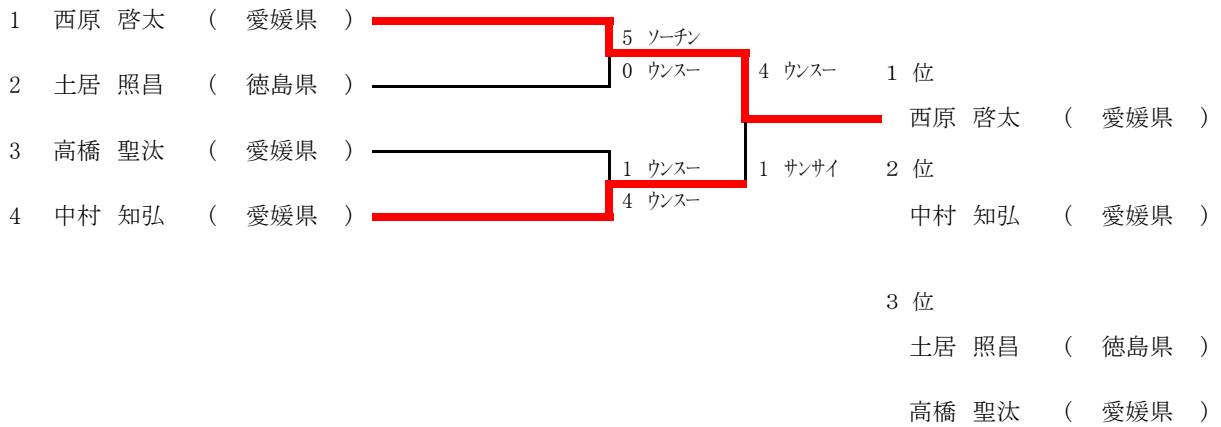 1 西原 啓太 ( 愛媛県 )
5 ソーチン
0 ウンスー
4 ウンスー
1 位
2 土居 照昌 ( 徳島県 )
西原 啓太 ( 愛媛県 )
3 高橋 聖汰 ( 愛媛県 )
1 ウンスー
1 サンサイ
2 位
4 ウンスー
4 中村 知弘 ( 愛媛県 )
中村 知弘 ( 愛媛県 )
3 位
土居 照昌 ( 徳島県 )
高橋 聖汰 ( 愛媛県 )